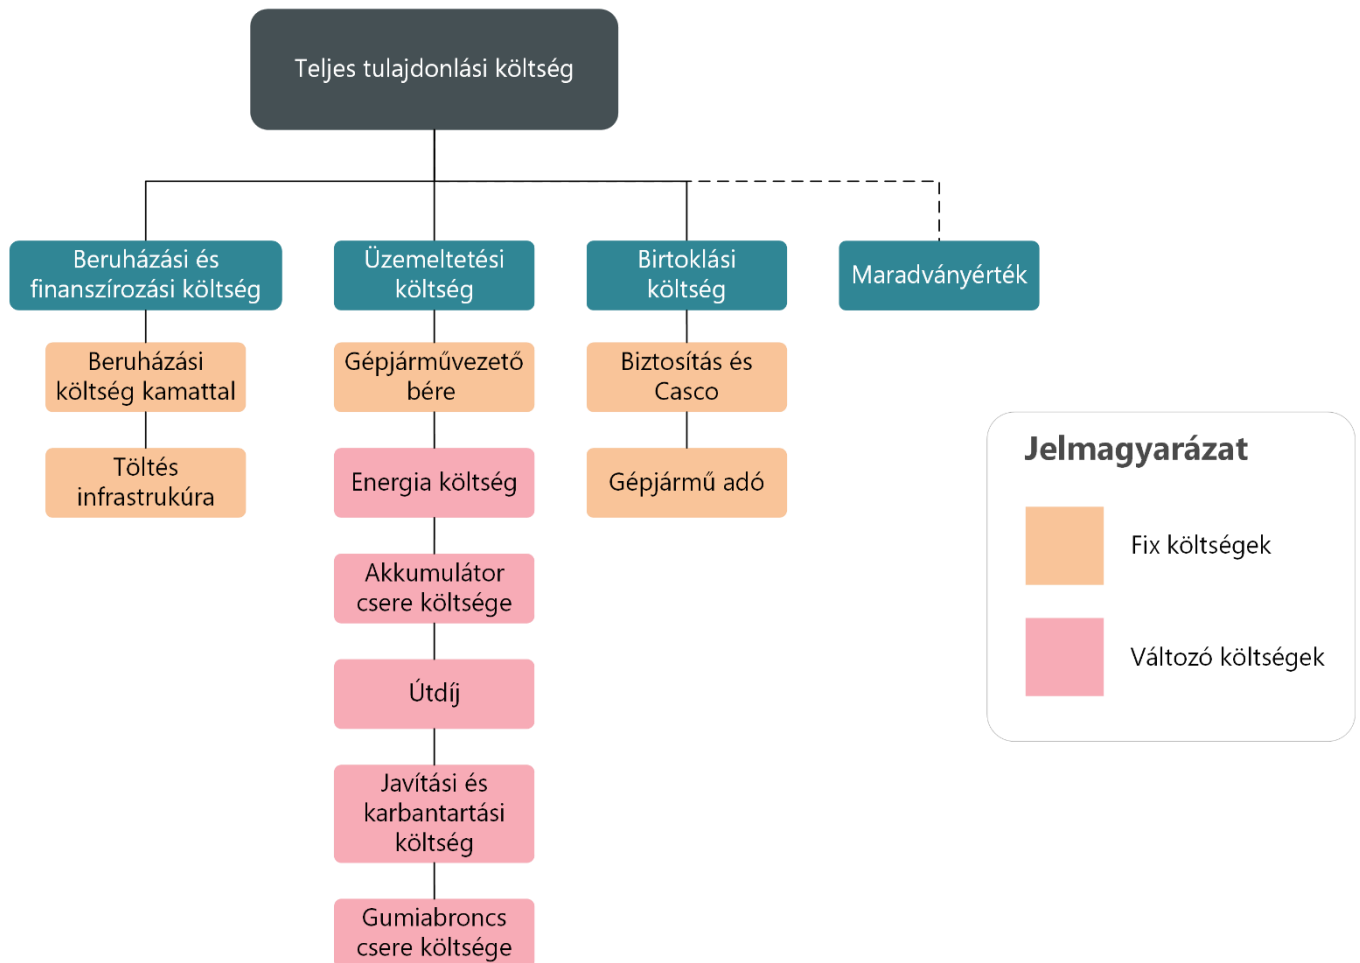 Teljes tulajdonlási költség
Beruházási és
finanszírozási költség
Üzemeltetési
költség
Birtoklási
költség
Maradványérték
Beruházási
költség kamattal
Gépjárművezető
bére
Biztosítás és
Casco
Töltés
infrastrukúra
Energia költség
Gépjármű adó
Akkumulátor
csere költsége
Útdíj
Javítási és
karbantartási
költség
Gumiabroncs
csere költsége
Jelmagyarázat
Fix költségek
Változó költségek